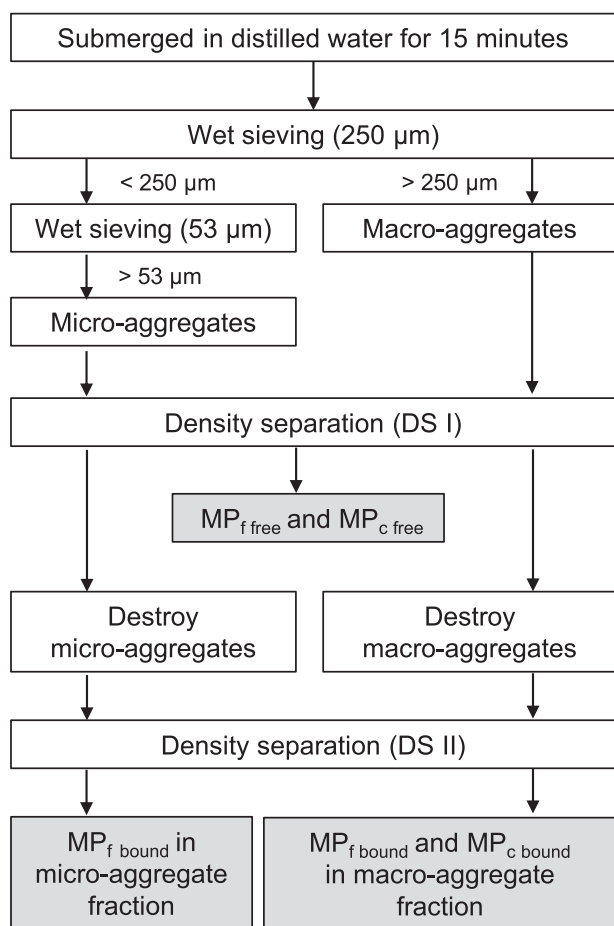 Submerged in distilled water for 15 minutes
Wet sieving (250 μm)
< 250 μm
> 250 μm
Wet sieving (53 μm)
Macro-aggregates
> 53 μm
Micro-aggregates
Density separation (DS I)
MPf free and MPc free
Destroy
micro-aggregates
Destroy
macro-aggregates
Density separation (DS II)
MPf bound in
micro-aggregate
fraction
MPf bound and MPc bound
in macro-aggregate
fraction